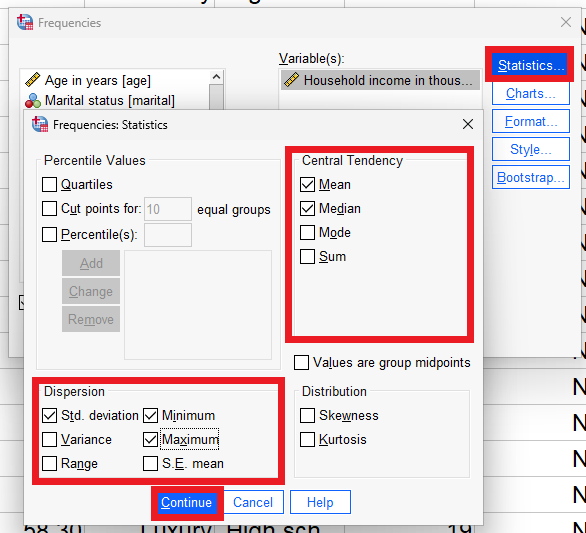 Frequencies
Variable(s):
Age in years [age]
Marital status [marital]
Household income in thous...
Statistics...
Charts...
Format...
Style...
Bootstrap...
Frequencies: Statistics
Percentile Values
Quartiles
Cut points for: 10 equal groups
Percentile(s):
Add
Change
Remove
Central Tendency
Mean
Median
Mode
Sum
Values are group midpoints
Dispersion
Std. deviation Minimum
Variance Maximum
Range S.E. mean
Distribution
Skewness
Kurtosis
Continue Cancel Help
58.30 Luxury High sch 19